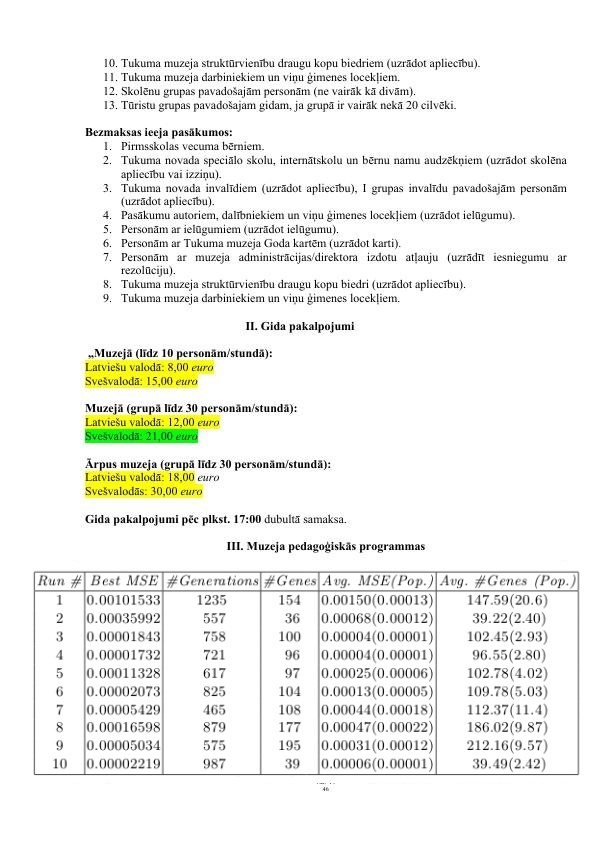 10. Tukuma muzeja struktūrvienību draugu kopu biedriem (uzrādot apliecību).
11. Tukuma muzeja darbiniekiem un viņu ģimenes locekļiem.
12. Skolēnu grupas pavadošajām personām (ne vairāk kā divām).
13. Tūristu grupas pavadošajam gidam, ja grupā ir vairāk nekā 20 cilvēki.
Bezmaksas ieeja pasākumos:
1. Pirmsskolas vecuma bērniem.
2. Tukuma novada speciālo skolu, internātskolu un bērnu namu audzēkņiem (uzrādot skolēna
apliecību vai izziņu).
3. Tukuma novada invalīdiem (uzrādot apliecību), I grupas invalīdu pavadošajām personām
(uzrādot apliecību).
4. Pasākumu autoriem, dalībniekiem un viņu ģimenes locekļiem (uzrādot ielūgumu).
5. Personām ar ielūgumiem (uzrādot ielūgumu).
6. Personām ar Tukuma muzeja Goda kartēm (uzrādot karti).
7. Personām ar muzeja administrācijas/direktora izdotu atļauju (uzrādīt iesniegumu ar
rezolūciju).
8. Tukuma muzeja struktūrvienību draugu kopu biedri (uzrādot apliecību).
9. Tukuma muzeja darbiniekiem un viņu ģimenes locekļiem.
II. Gida pakalpojumi
„Muzejā (līdz 10 personām/stundā):
Latviešu valodā: 8,00 euro
Svešvalodā: 15,00 euro
Muzejā (grupā līdz 30 personām/stundā):
Latviešu valodā: 12,00 euro
Svešvalodā: 21,00 euro
Ārpus muzeja (grupā līdz 30 personām/stundā):
Latviešu valodā: 18,00 euro
Svešvalodās: 30,00 euro
Gida pakalpojumi pēc plkst. 17:00 dubultā samaksa.
III. Muzeja pedagoģiskās programmas
Run # Best MSE #Generations #Genes Avg. MSE(Pop.) Avg. #Genes (Pop.)
1 0.00101533 1235 154 0.00150(0.00013) 147.59(20.6)
2 0.00035992 557 36 0.00068(0.00012) 39.22(2.40)
3 0.00001843 758 100 0.00004(0.00001) 102.45(2.93)
4 0.00001732 721 96 0.00004(0.00001) 96.55(2.80)
5 0.00011328 617 97 0.00025(0.00006) 102.78(4.02)
6 0.00002073 825 104 0.00013(0.00005) 109.78(5.03)
7 0.00005429 465 108 0.00044(0.00018) 112.37(11.4)
8 0.00016598 879 177 0.00047(0.00022) 186.02(9.87)
9 0.00005034 575 195 0.00031(0.00012) 212.16(9.57)
10 0.00002219 987 39 0.00006(0.00001) 39.49(2.42)
46